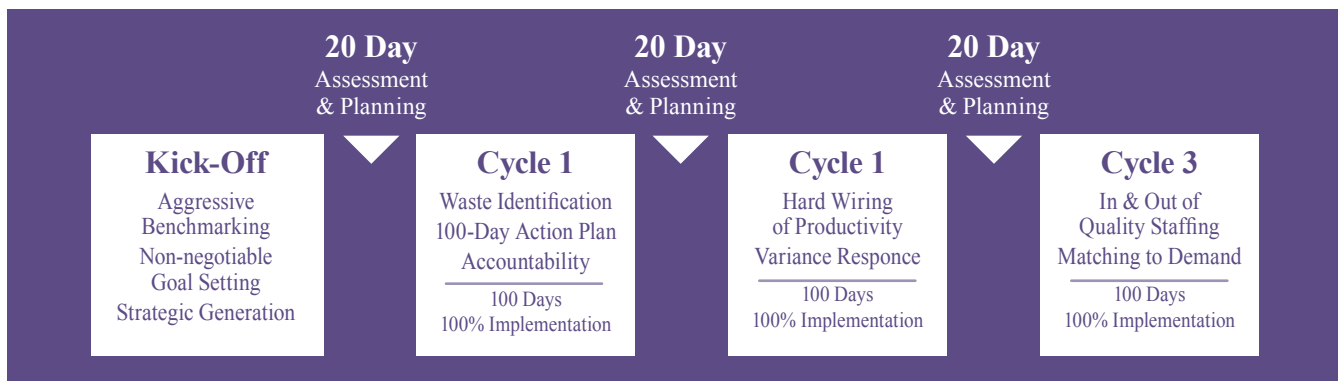 20 Day
Assessment
& Planning
20 Day
Assessment
& Planning
20 Day
Assessment
& Planning
Kick-Off
Aggressive
Benchmarking
Non-negotiable
Goal Setting
Strategic Generation
Cycle 1
Waste Identification
100-Day Action Plan
Accountability
100 Days
100% Implementation
Cycle 1
Hard Wiring
of Productivity
Variance Responce
100 Days
100% Implementation
Cycle 3
In & Out of
Quality Staffing
Matching to Demand
100 Days
100% Implementation